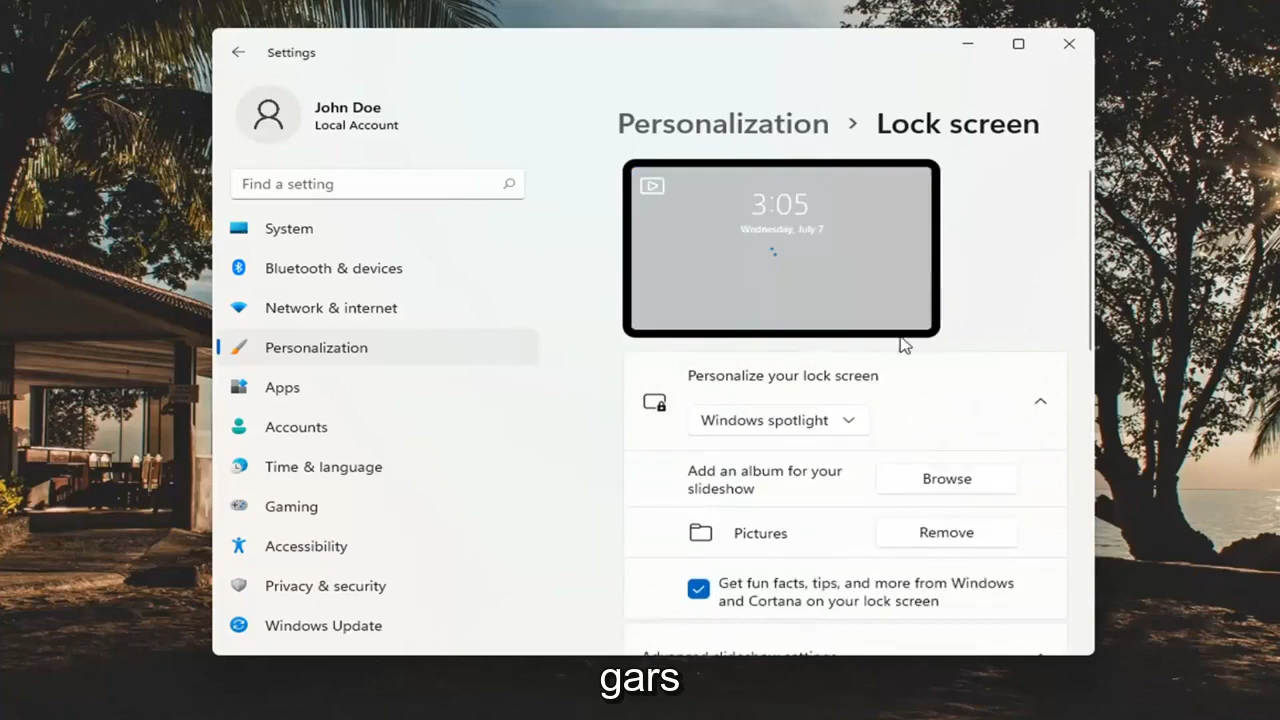 Settings
John Doe
Local Account
Find a setting
System
Bluetooth & devices
Network & internet
Personalization
Apps
Accounts
Time & language
Gaming
Accessibility
Privacy & security
Windows Update
Personalization > Lock screen
3:05
Wednesday, July 7
Personalize your lock screen
Windows spotlight
Add an album for your
slideshow
Browse
Pictures
Remove
Get fun facts, tips, and more from Windows
and Cortana on your lock screen
Advanced slideshow settings
gars